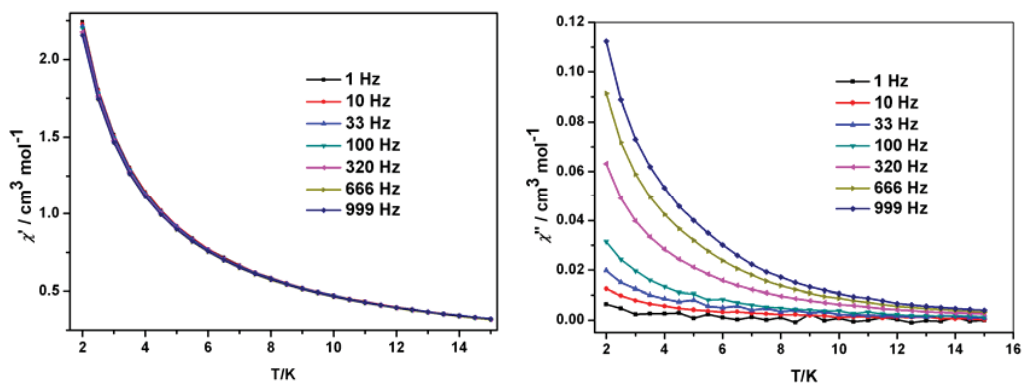 χ' / cm³ mol⁻¹
2.0
1.5
1.0
0.5
2 4 6 8 10 12 14
T/K
1 Hz
10 Hz
33 Hz
100 Hz
320 Hz
666 Hz
999 Hz
χ'' / cm³ mol⁻¹
0.12
0.10
0.08
0.06
0.04
0.02
0.00
2 4 6 8 10 12 14 16
T/K
1 Hz
10 Hz
33 Hz
100 Hz
320 Hz
666 Hz
999 Hz